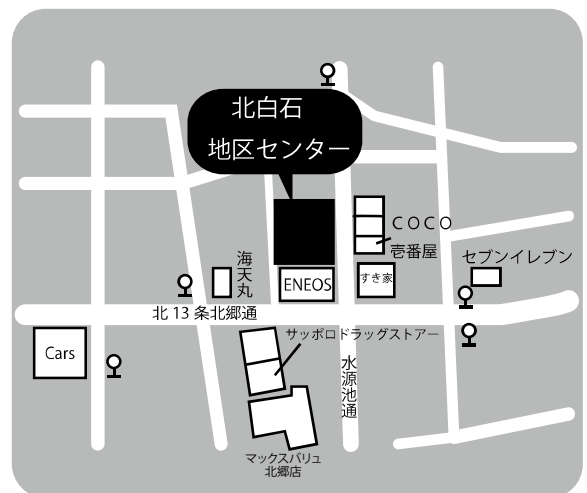 北白石
地区センター
ＣＯＣＯ
壱番屋
海天丸
セブンイレブン
ENEOS
すき家
北13条北郷通
サッポロドラッグストアー
Cars
水源池通
マックスバリュ
北郷店